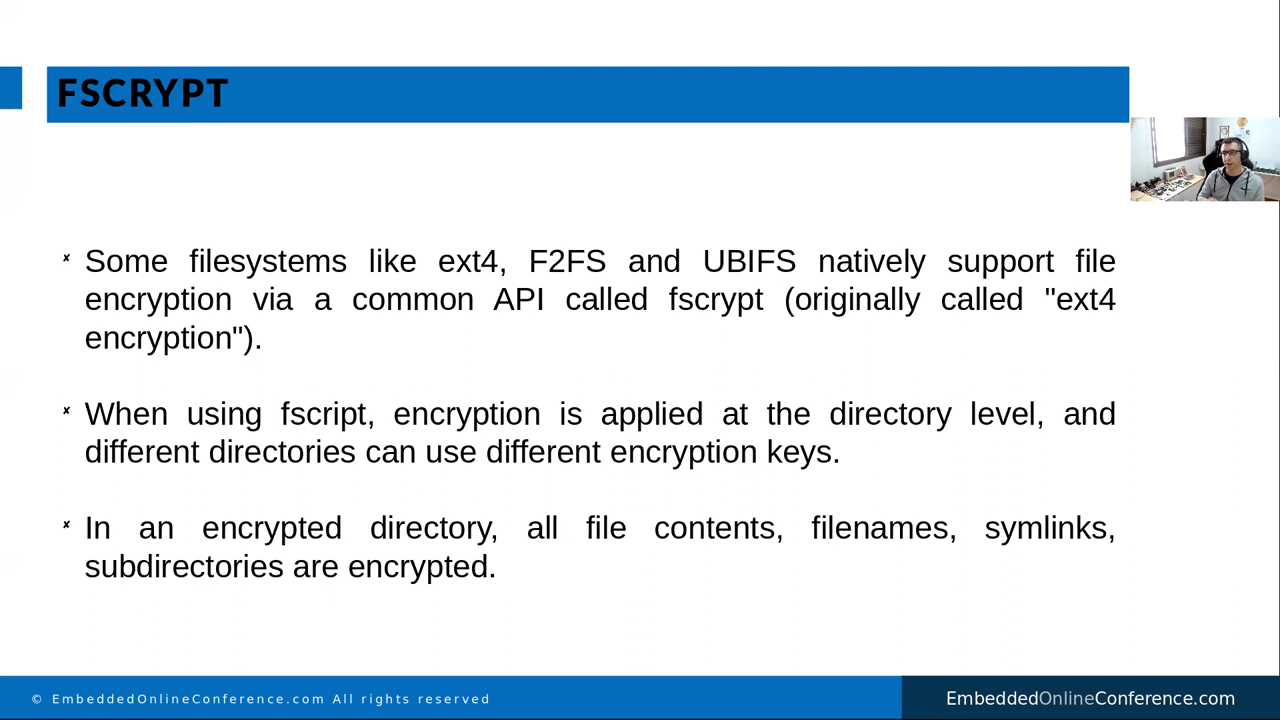 FSCRYPT
Some filesystems like ext4, F2FS and UBIFS natively support file
encryption via a common API called fscrypt (originally called "ext4
encryption").
When using fscript, encryption is applied at the directory level, and
different directories can use different encryption keys.
In an encrypted directory, all file contents, filenames, symlinks,
subdirectories are encrypted.
© EmbeddedOnlineConference.com All rights reserved
EmbeddedOnlineConference.com